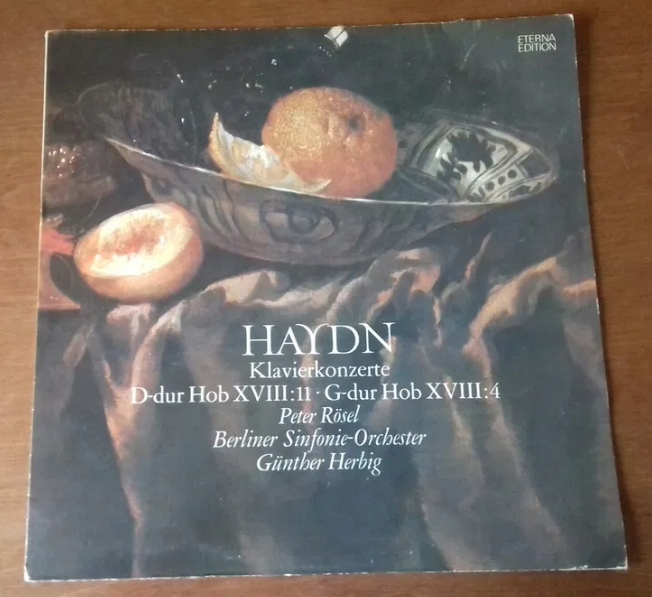 ETERNA
EDITION
HAYDN
Klavierkonzerte
D-dur Hob XVIII:11 · G-dur Hob XVIII:4
Peter Rösel
Berliner Sinfonie-Orchester
Günther Herbig